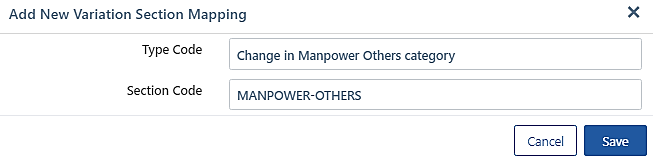 Add New Variation Section Mapping ✕
Type Code Change in Manpower Others category
Section Code MANPOWER-OTHERS
Cancel Save